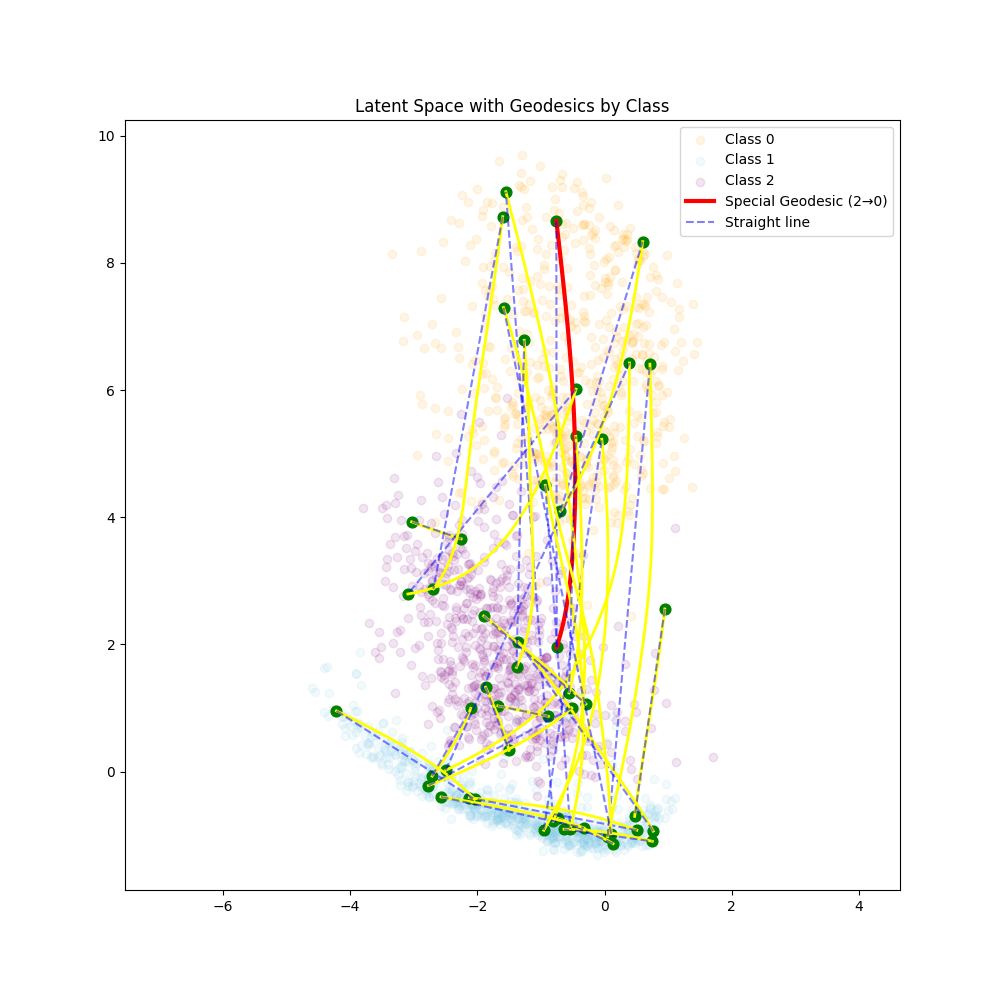 Latent Space with Geodesics by Class
Class 0
Class 1
Class 2
Special Geodesic (2→0)
Straight line
10
8
6
4
2
0
−6
−4
−2
0
2
4